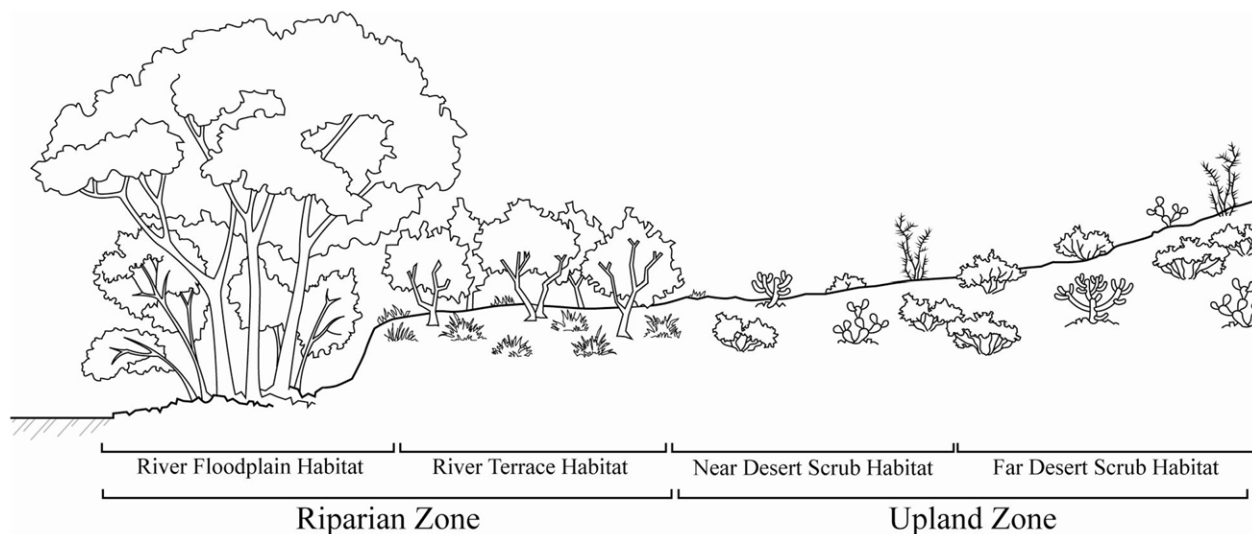 River Floodplain Habitat
River Terrace Habitat
Near Desert Scrub Habitat
Far Desert Scrub Habitat
Riparian Zone
Upland Zone